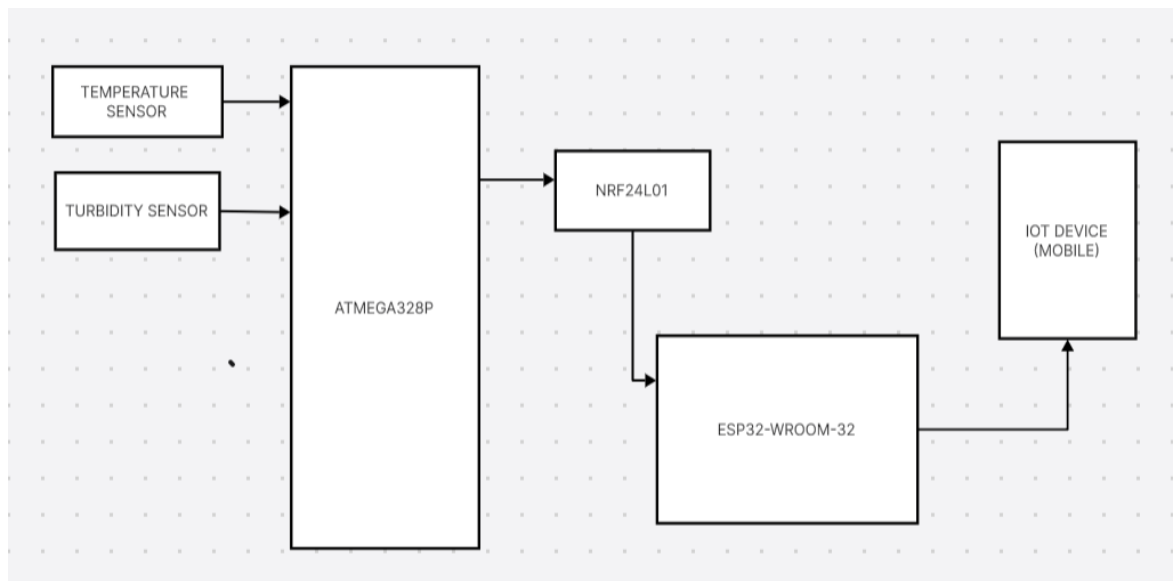 TEMPERATURE
SENSOR
TURBIDITY SENSOR
ATMEGA328P
NRF24L01
ESP32-WROOM-32
IOT DEVICE
(MOBILE)